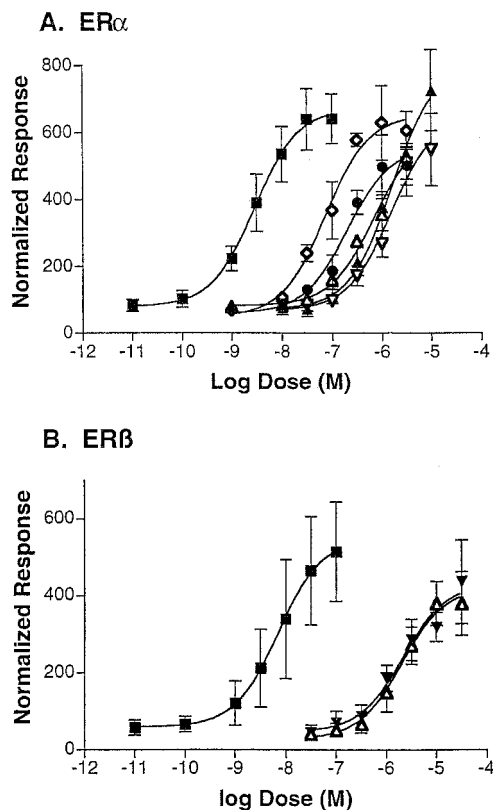 A. ERα
800
600
400
200
0
Normalized Response
-12 -11 -10 -9 -8 -7 -6 -5 -4
Log Dose (M)
B. ERß
600
400
200
0
Normalized Response
-12 -11 -10 -9 -8 -7 -6 -5 -4
log Dose (M)